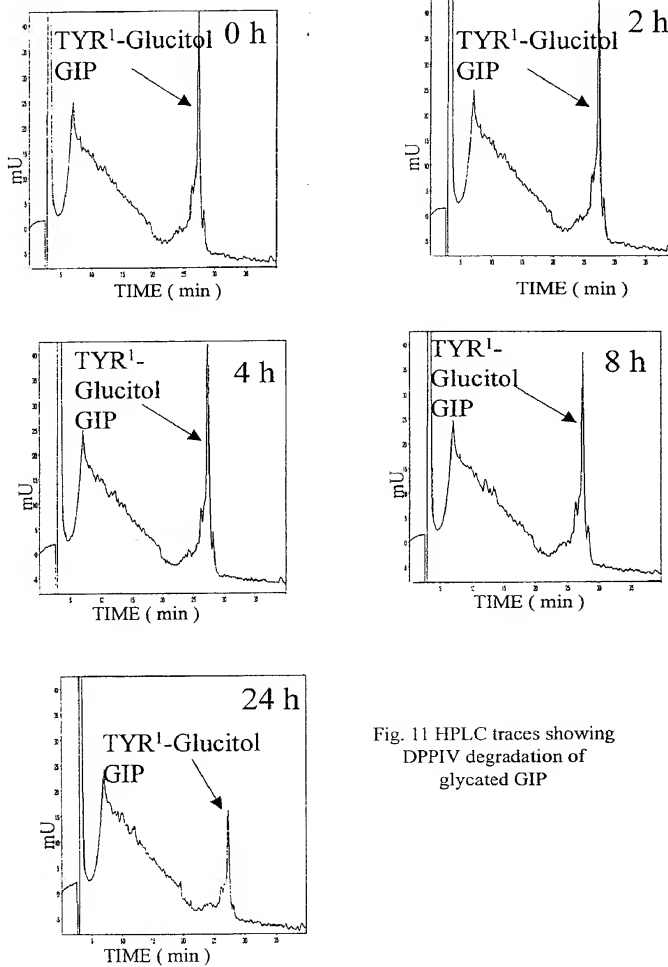 TYR¹-Glucitol
GIP
0 h
mU
TIME ( min )
TYR¹-Glucitol
GIP
2 h
mU
TIME ( min )
TYR¹-
Glucitol
GIP
4 h
mU
TIME ( min )
TYR¹-
Glucitol
GIP
8 h
mU
TIME ( min )
TYR¹-Glucitol
GIP
24 h
mU
TIME ( min )
Fig. 11 HPLC traces showing
DPPIV degradation of
glycated GIP